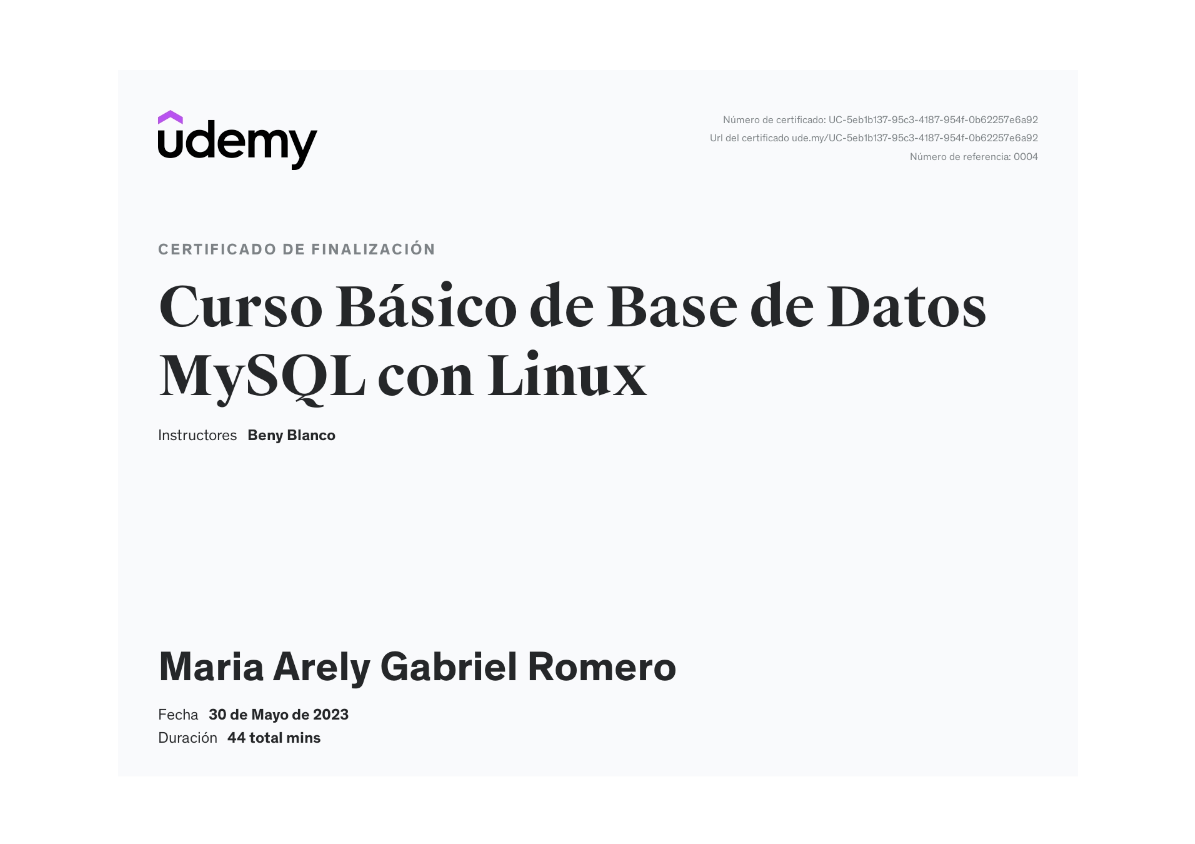 udemy
Número de certificado: UC-5eb1b137-95c3-4187-954f-0b62257e6a92
Url del certificado ude.my/UC-5eb1b137-95c3-4187-954f-0b62257e6a92
Número de referencia: 0004
CERTIFICADO DE FINALIZACIÓN
Curso Básico de Base de Datos
MySQL con Linux
Instructores Beny Blanco
Maria Arely Gabriel Romero
Fecha 30 de Mayo de 2023
Duración 44 total mins